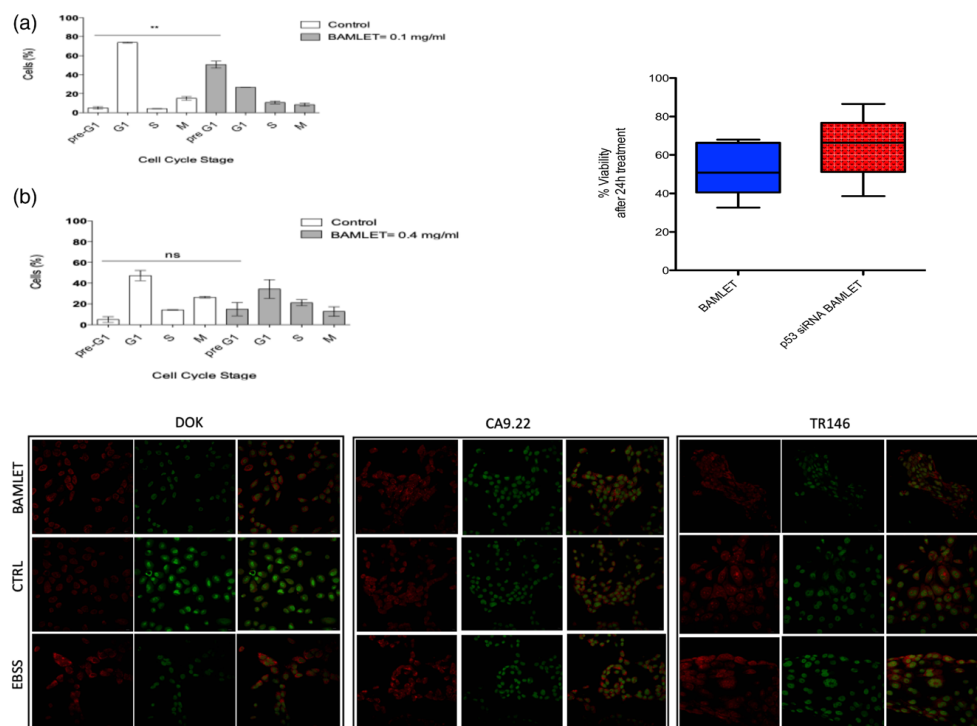 (a)
Control
BAMLET= 0.1 mg/ml
**
Cells (%)
100
80
60
40
20
0
pre-G1
G1
S
M
pre G1
G1
S
M
Cell Cycle Stage
(b)
Control
BAMLET= 0.4 mg/ml
ns
Cells (%)
100
80
60
40
20
0
pre-G1
G1
S
M
pre G1
G1
S
M
Cell Cycle Stage
% Viability
after 24h treatment
100
80
60
40
20
0
BAMLET
p53 siRNA BAMLET
DOK
CA9.22
TR146
BAMLET
CTRL
EBSS